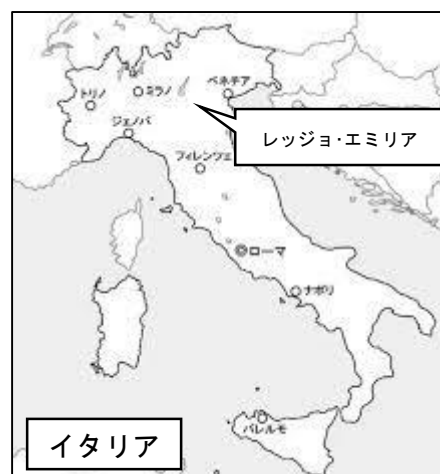 ベネチア
トリノ
ミラノ
レッジョ・エミリア
ジェノバ
フィレンツェ
ローマ
ナポリ
パレルモ
イタリア